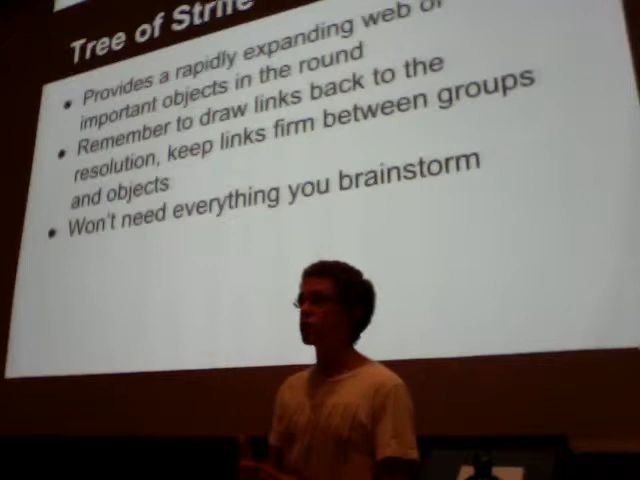 Tree of Strife
• Provides a rapidly expanding web of
important objects in the round
• Remember to draw links back to the
resolution, keep links firm between groups
and objects
• Won't need everything you brainstorm